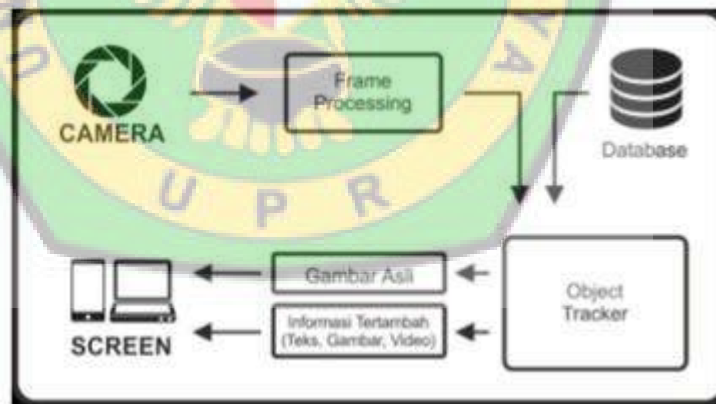 CAMERA
Frame
Processing
Database
U P R
Gambar Asli
Object
Tracker
Informasi Tertambah
(Teks, Gambar, Video)
SCREEN